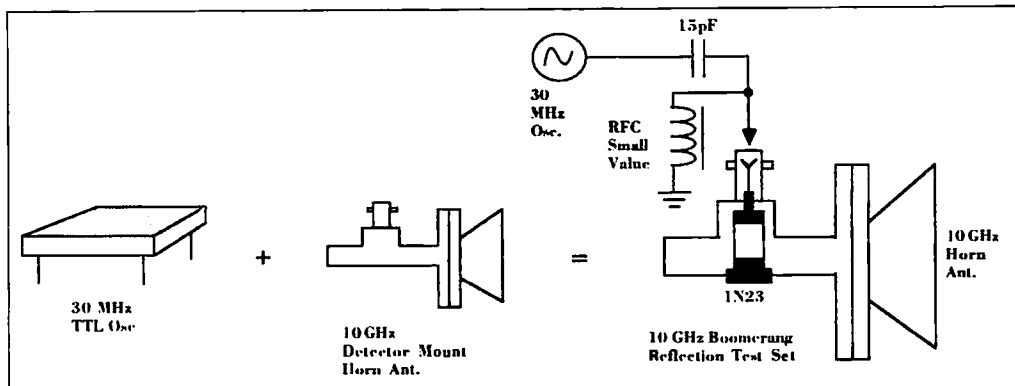 15pF
30
MHz
Osc.
RFC
Small
Value
10 GHz
Horn
Ant.
1N23
+
=
30 MHz
TTL Osc
10 GHz
Detector Mount
Horn Ant.
10 GHz Boomerang
Reflection Test Set